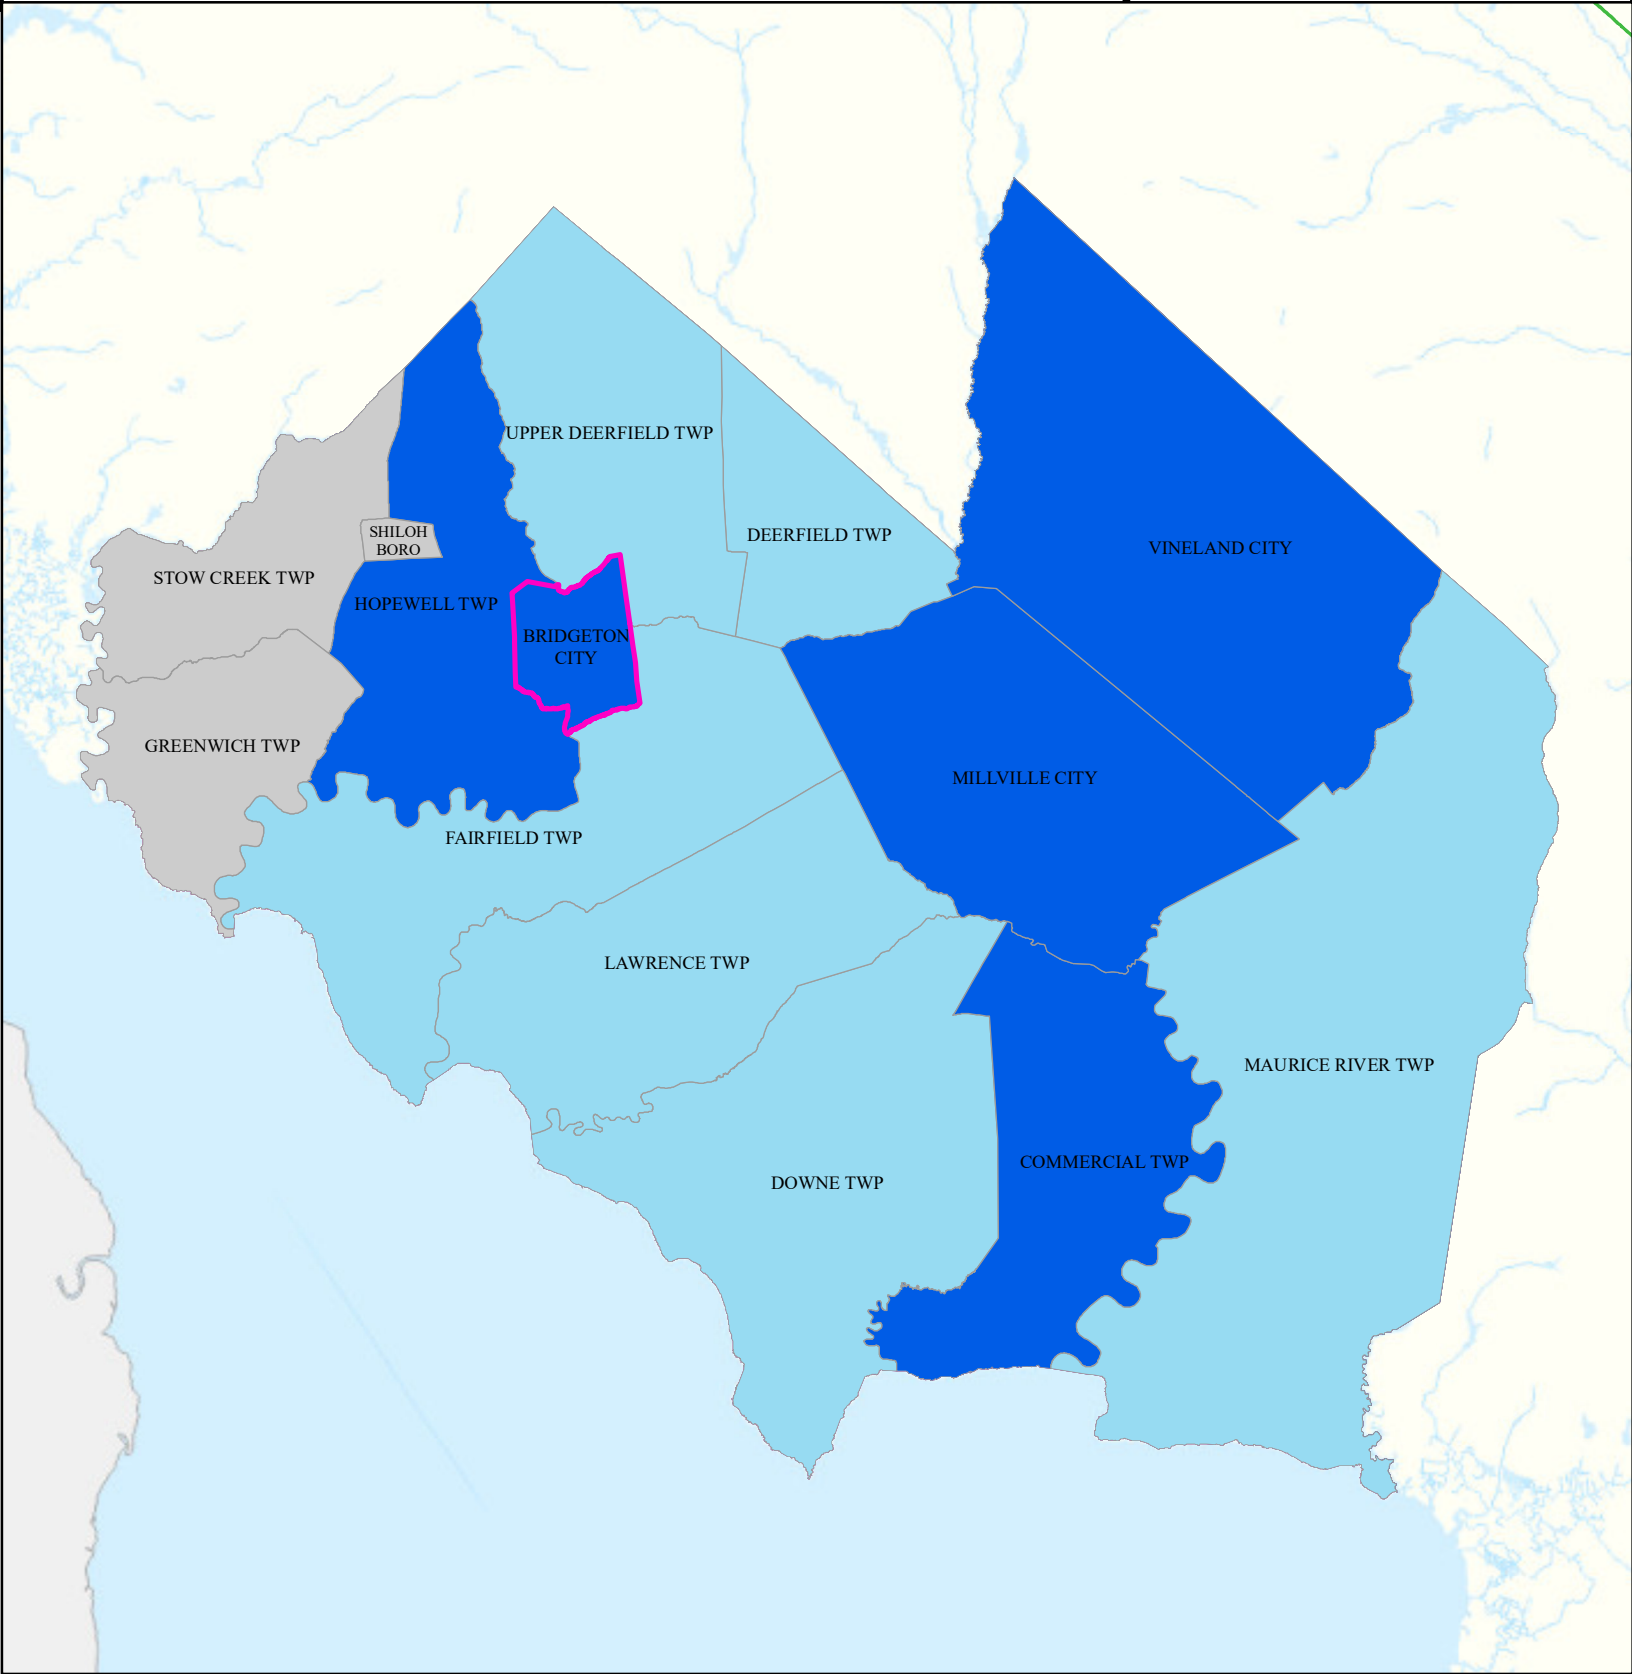 UPPER DEERFIELD TWP
DEERFIELD TWP
SHILOH
BORO
VINELAND CITY
STOW CREEK TWP
HOPEWELL TWP
BRIDGETON
CITY
GREENWICH TWP
MILLVILLE CITY
FAIRFIELD TWP
LAWRENCE TWP
MAURICE RIVER TWP
COMMERCIAL TWP
DOWNE TWP